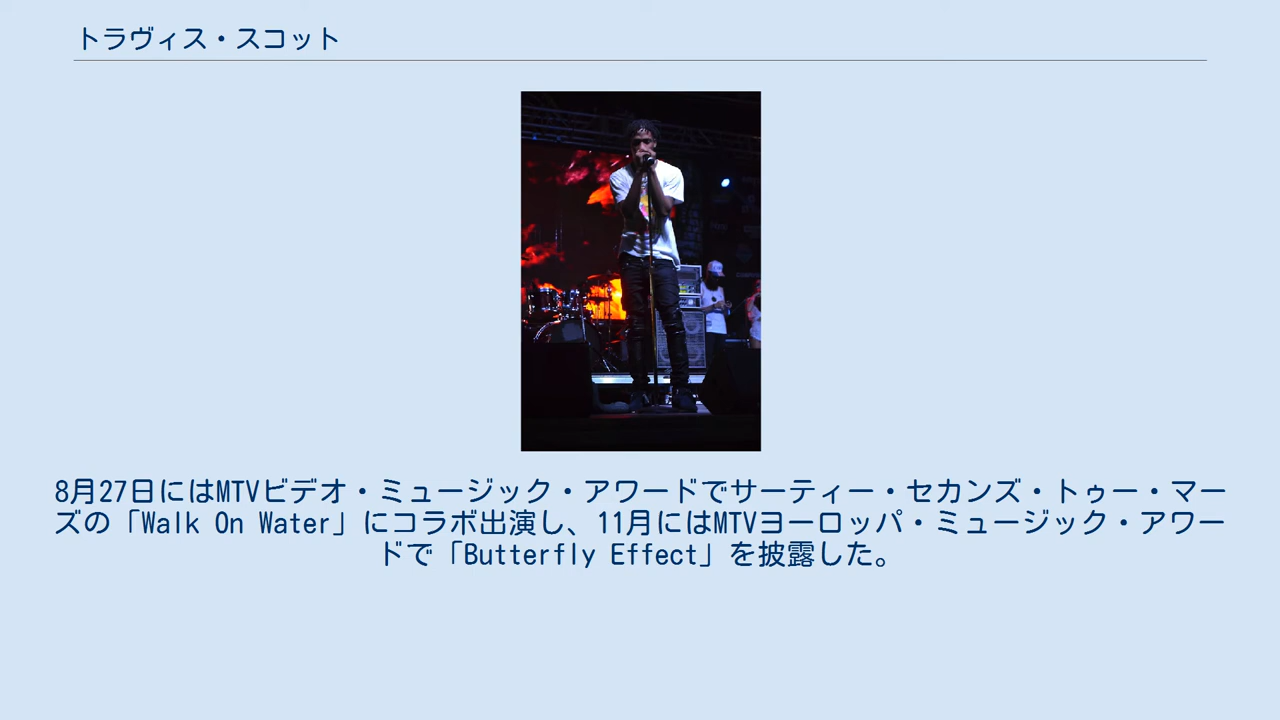 トラヴィス・スコット
8月27日にはMTVビデオ・ミュージック・アワードでサーティー・セカンズ・トゥー・マー
ズの「Walk On Water」にコラボ出演し、11月にはMTVヨーロッパ・ミュージック・アワー
ドで「Butterfly Effect」を披露した。